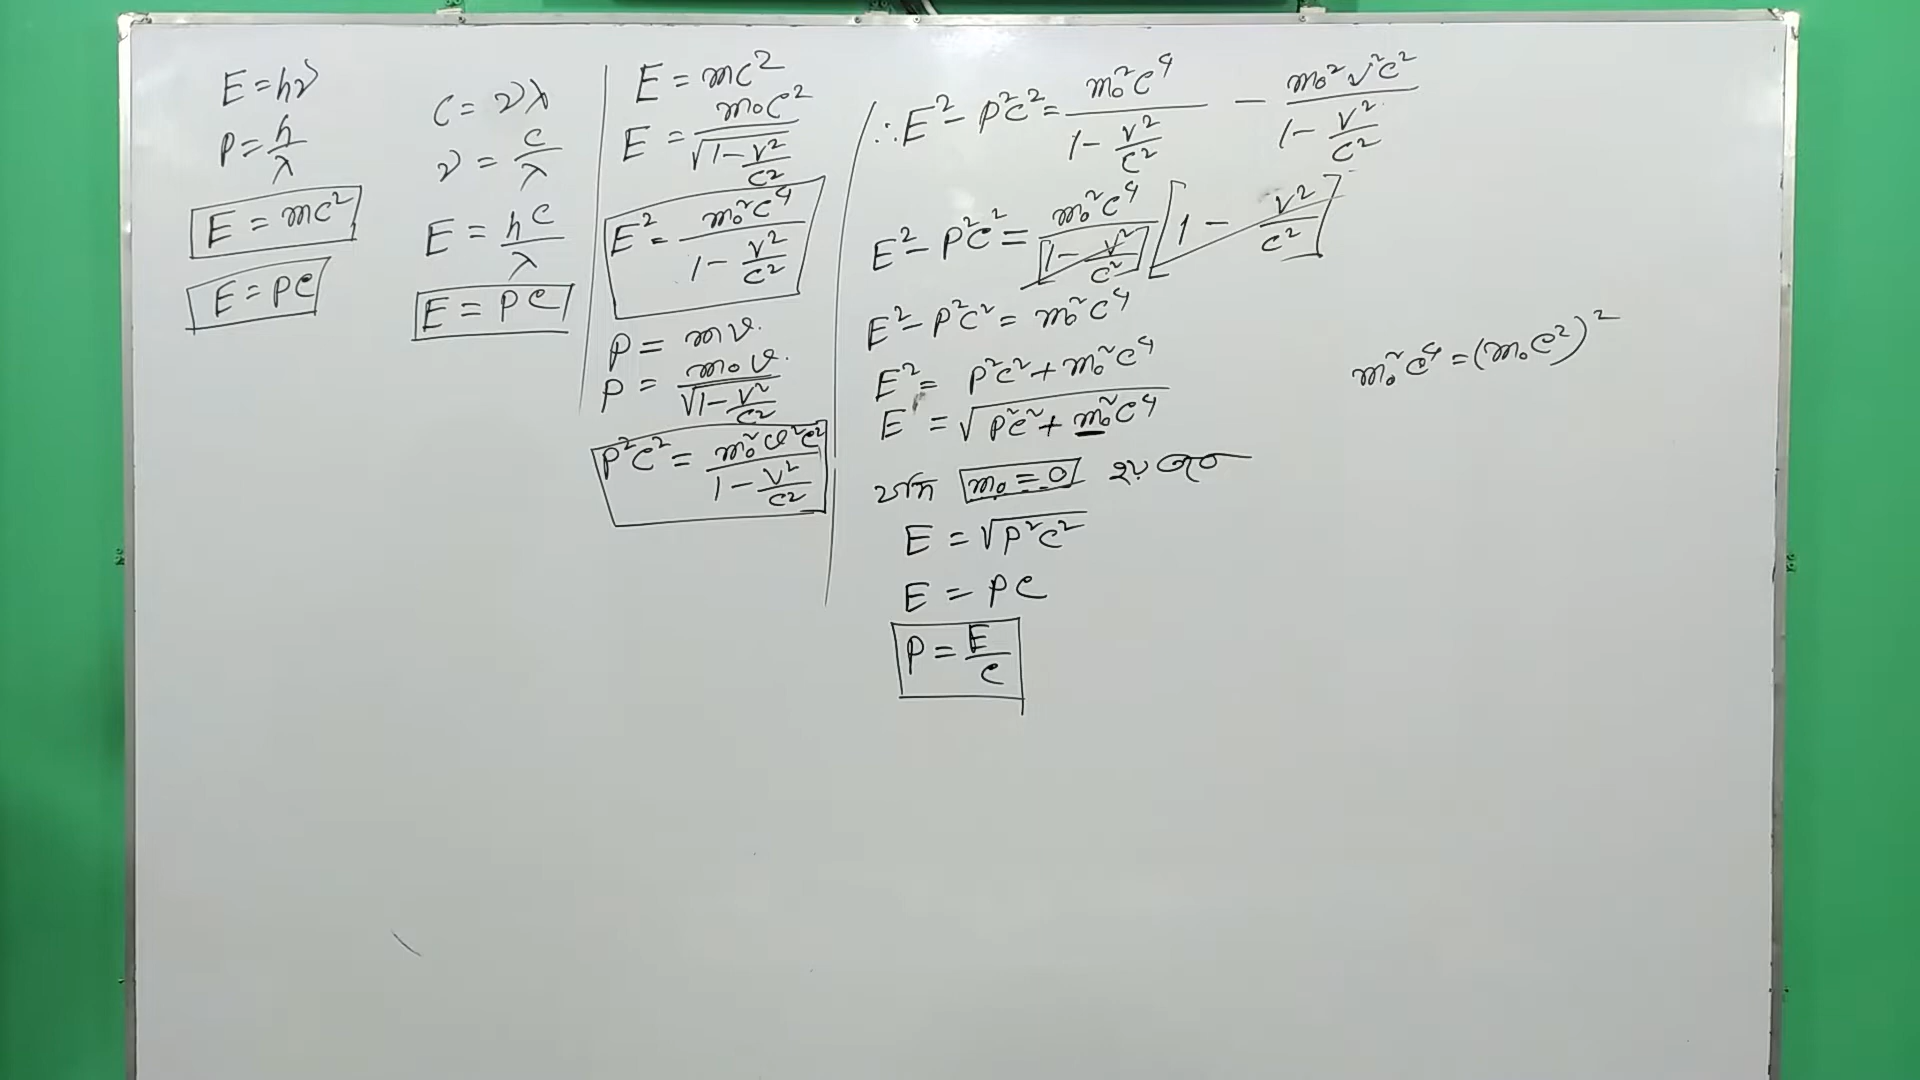 E = hν
P = h/λ
E = mc²
E = PC
C = νλ
ν = C/λ
E = hC/λ
E = PC
E = mc²
E = m₀c²/√(1 - v²/c²)
E² = m₀²c⁴/(1 - v²/c²)
P = mv.
P = m₀v./√(1 - v²/c²)
P²C² = m₀²v²c²/(1 - v²/c²)
∴ E² - P²C² = m₀²c⁴/(1 - v²/c²) - m₀²v²c²/(1 - v²/c²)
E² - P²C² = m₀²c⁴/[1 - v²/c²] [1 - v²/c²]
E² - P²C² = m₀²c⁴
E² = P²C² + m₀²c⁴
E = √(P²C² + m₀²c⁴)
যদি m₀ = 0 হয় তবে
E = √(P²C²)
E = PC
P = E/C
m₀²c⁴ = (m₀c²)²